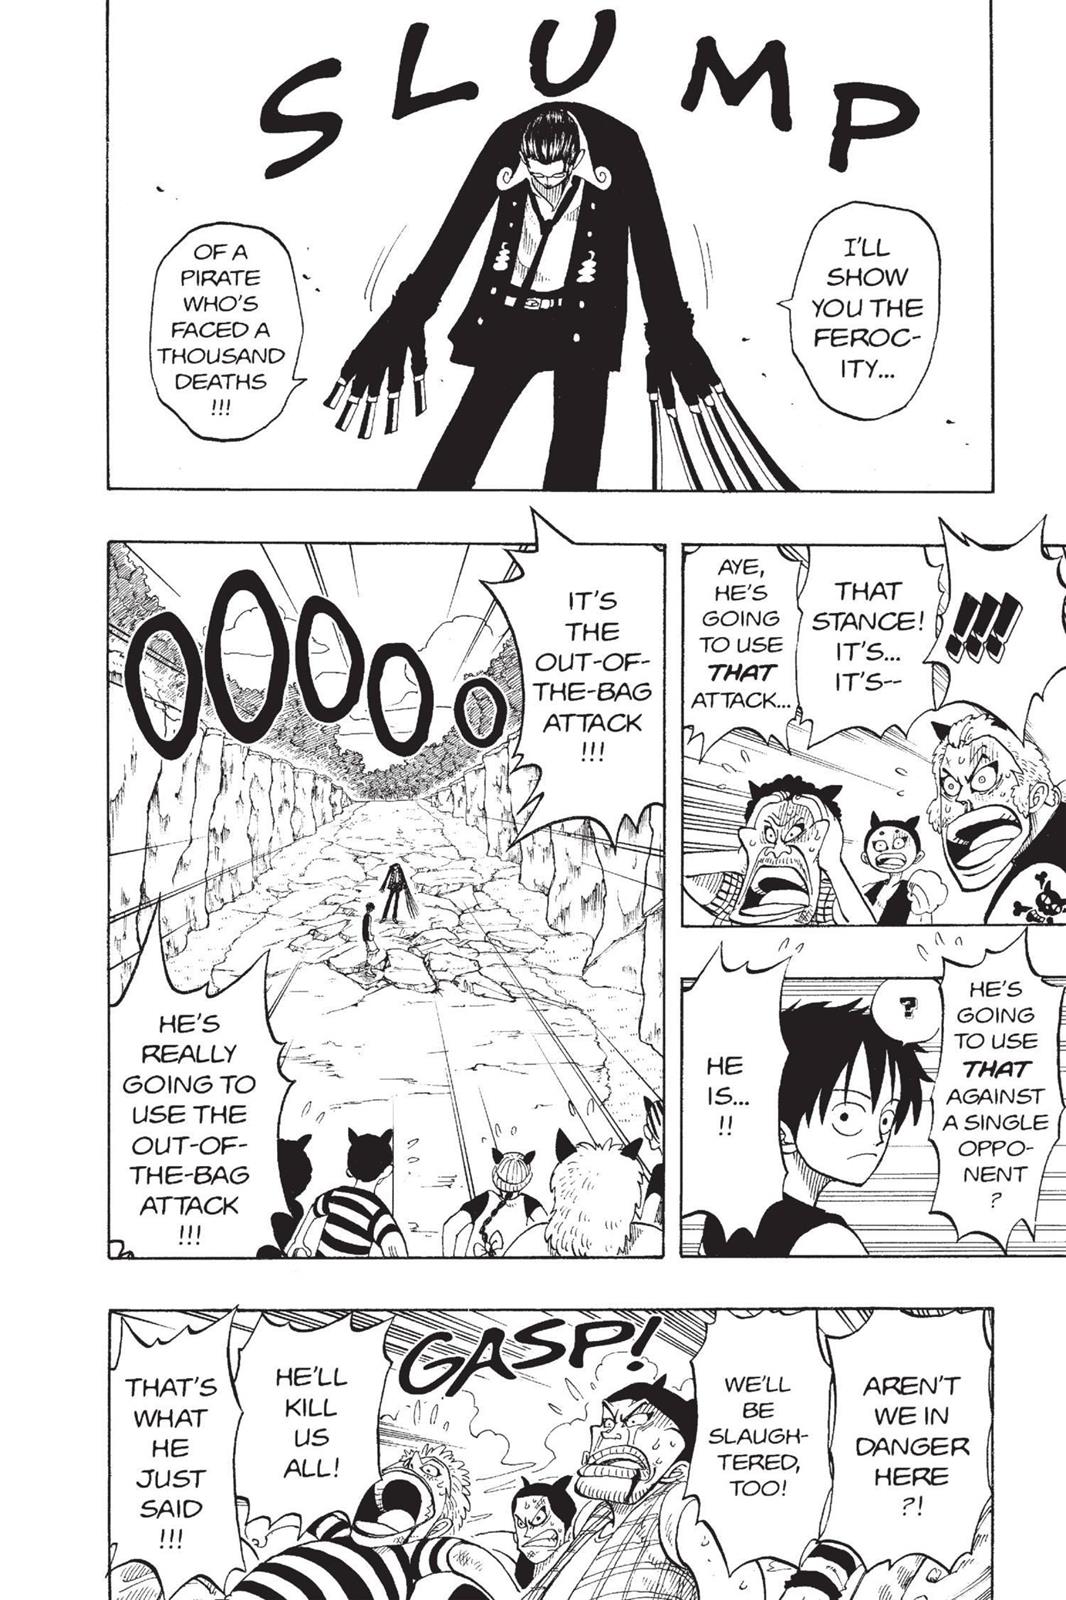 SLUMP
I'LL
SHOW
YOU THE
FEROC-
ITY...
OF A
PIRATE
WHO'S
FACED A
THOUSAND
DEATHS
!!!
!!!
THAT
STANCE!
IT'S...
IT'S--
AYE,
HE'S
GOING
TO USE
THAT
ATTACK...
HE'S
GOING
TO USE
THAT
AGAINST
A SINGLE
OPPO-
NENT
?
?
HE
IS...
!!
IT'S
THE
OUT-OF-
THE-BAG
ATTACK
!!!
OOOOO
HE'S
REALLY
GOING TO
USE THE
OUT-OF-
THE-BAG
ATTACK
!!!
AREN'T
WE IN
DANGER
HERE
?!
WE'LL
BE
SLAUGH-
TERED,
TOO!
GASP!
HE'LL
KILL
US
ALL!
THAT'S
WHAT
HE
JUST
SAID
!!!